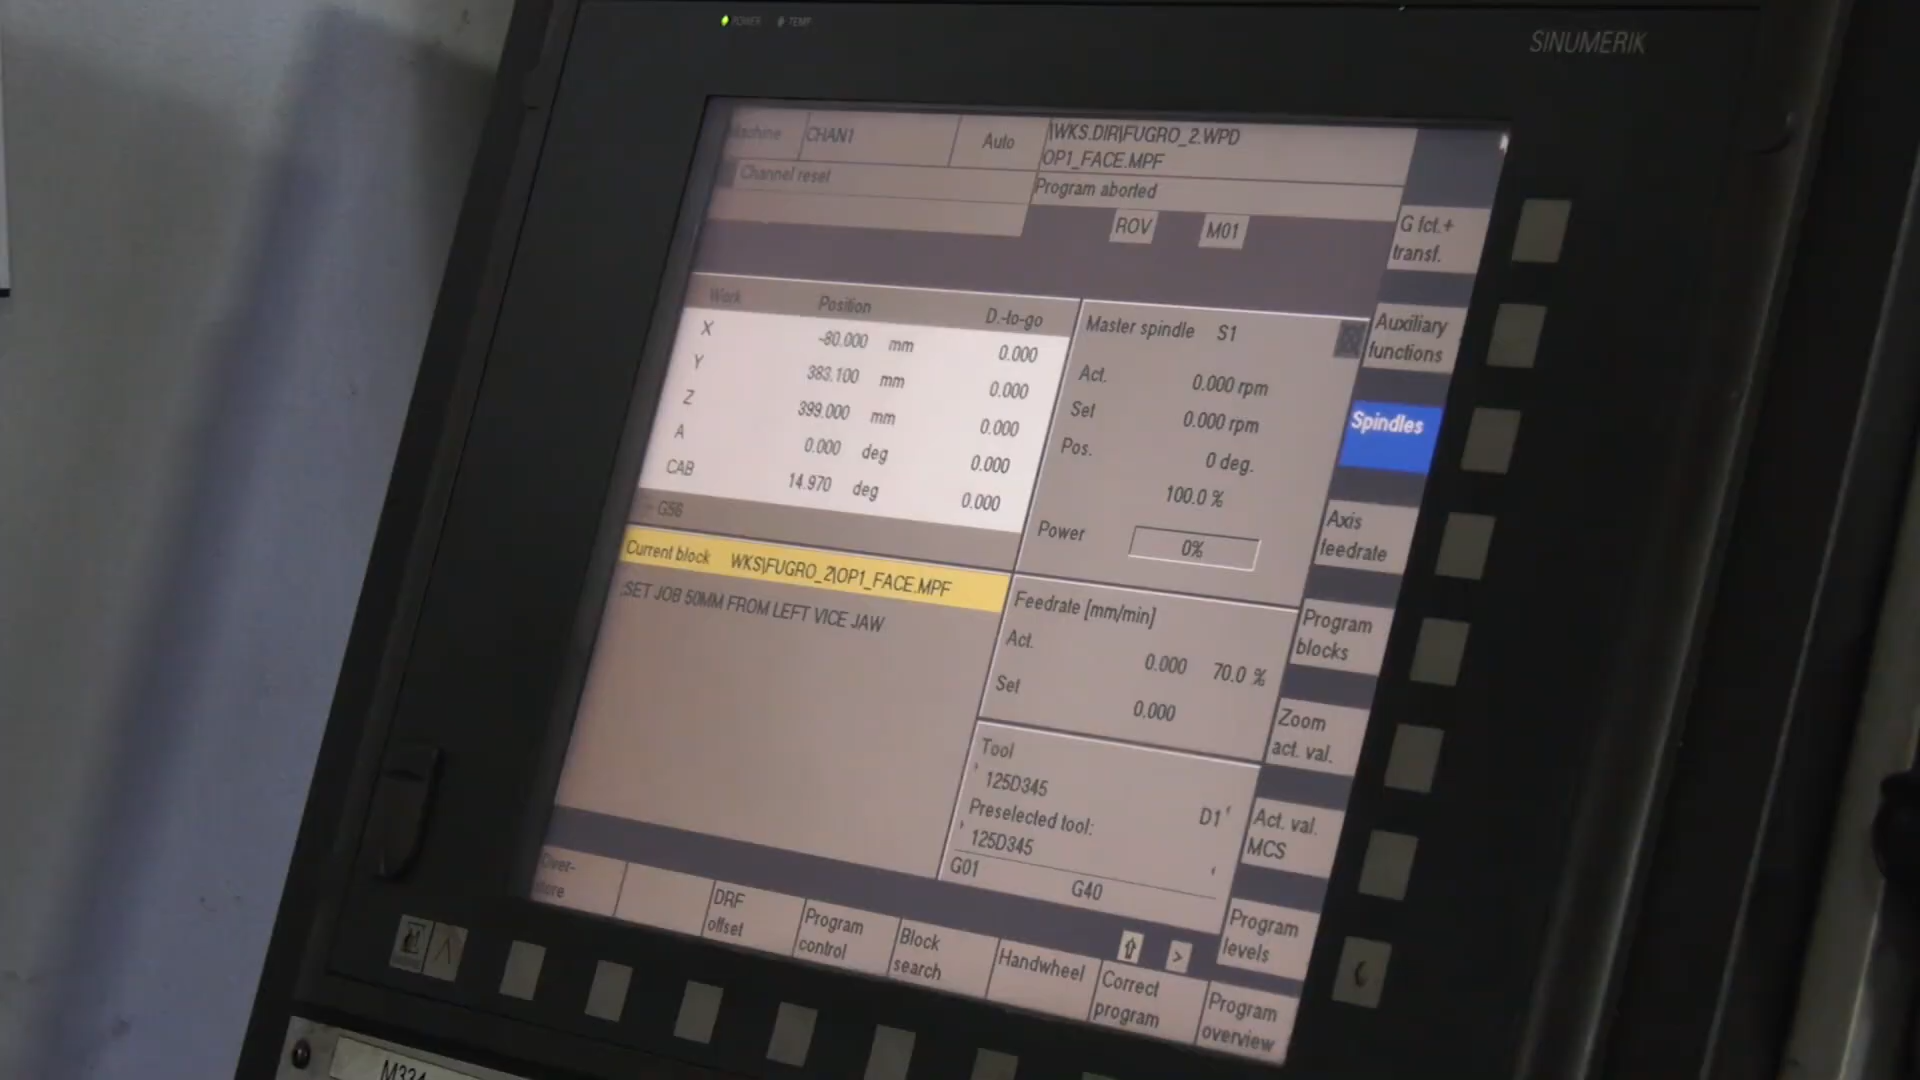 POWER TEMP
SINUMERIK
Machine CHAN1 Auto \WKS.DIR\FUGRO_2.WPD
OP1_FACE.MPF
Channel reset Program aborted
ROV M01
G fct.+
transf.
Work Position D.-to-go
X -80.000 mm 0.000
Y 383.100 mm 0.000
Z 399.000 mm 0.000
A 0.000 deg 0.000
CAB 14.970 deg 0.000
G56
Master spindle S1
Act. 0.000 rpm
Set 0.000 rpm
Pos. 0 deg.
100.0 %
Power 0%
Auxiliary
functions
Spindles
Axis
feedrate
Current block WKS\FUGRO_2\OP1_FACE.MPF
;SET JOB 50MM FROM LEFT VICE JAW
Feedrate [mm/min]
Act. 0.000 70.0 %
Set 0.000
Program
blocks
Zoom
act. val.
Tool
' 125D345 D1 '
Preselected tool:
' 125D345 '
G01 G40
Act. val.
MCS
Program
levels
Over-
store
DRF
offset
Program
control
Block
search
Handwheel
Correct
program
Program
overview
M334